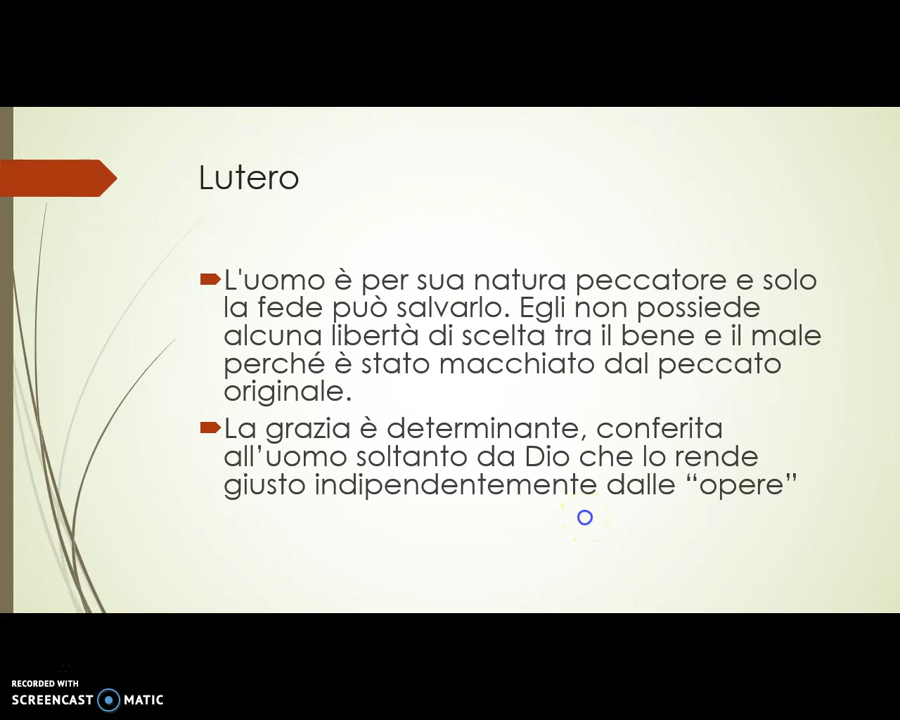 Lutero
L'uomo è per sua natura peccatore e solo
la fede può salvarlo. Egli non possiede
alcuna libertà di scelta tra il bene e il male
perché è stato macchiato dal peccato
originale.
La grazia è determinante, conferita
all’uomo soltanto da Dio che lo rende
giusto indipendentemente dalle “opere”
RECORDED WITH
SCREENCAST MATIC